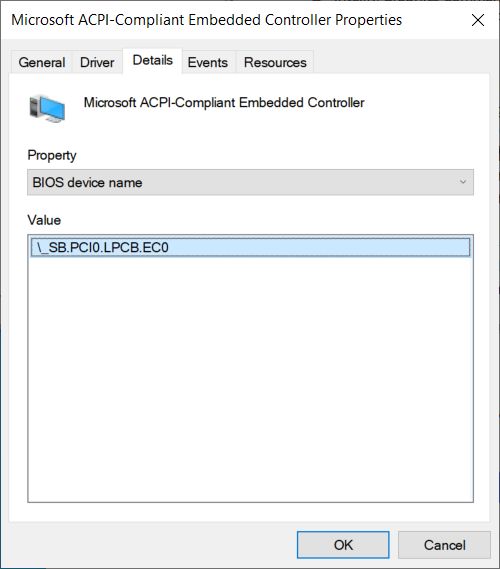 Microsoft ACPI-Compliant Embedded Controller Properties
General Driver Details Events Resources
Microsoft ACPI-Compliant Embedded Controller
Property
BIOS device name
Value
\_SB.PCI0.LPCB.EC0
OK Cancel